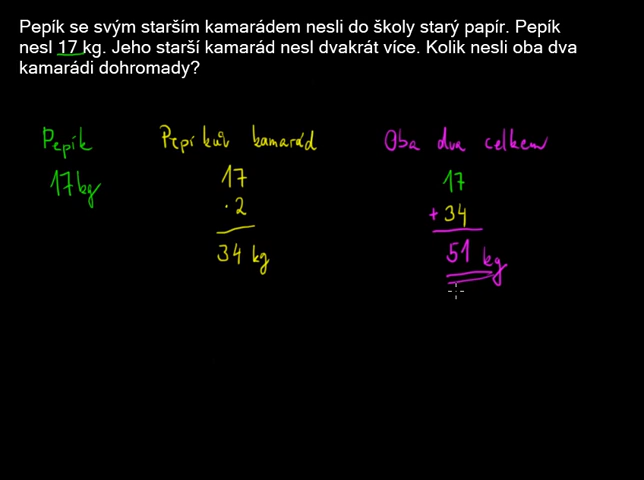 Pepík se svým starším kamarádem nesli do školy starý papír. Pepík
nesl 17 kg. Jeho starší kamarád nesl dvakrát více. Kolik nesli oba dva
kamarádi dohromady?
Pepík Pepíkův kamarád Oba dva celkem
17kg 17 17
· 2 + 34
34 kg 51 kg